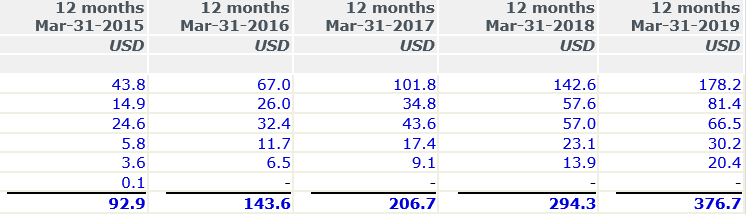 12 months 12 months 12 months 12 months 12 months
Mar-31-2015 Mar-31-2016 Mar-31-2017 Mar-31-2018 Mar-31-2019
USD USD USD USD USD
43.8 67.0 101.8 142.6 178.2
14.9 26.0 34.8 57.6 81.4
24.6 32.4 43.6 57.0 66.5
5.8 11.7 17.4 23.1 30.2
3.6 6.5 9.1 13.9 20.4
0.1 - - - -
92.9 143.6 206.7 294.3 376.7